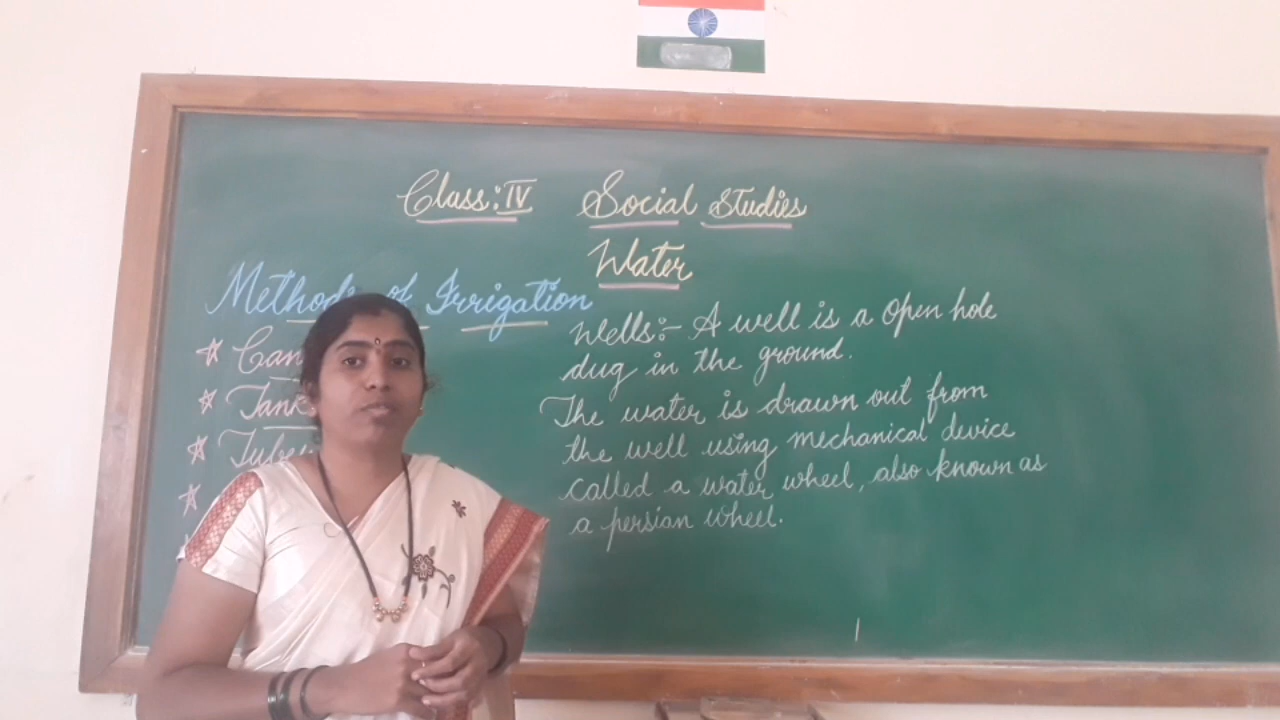 Class: IV Social Studies
Water
Methods of Irrigation
Wells:- A well is a Open hole
dug in the ground.
The water is drawn out from
the well using mechanical device
called a water wheel, also known as
a persian wheel.